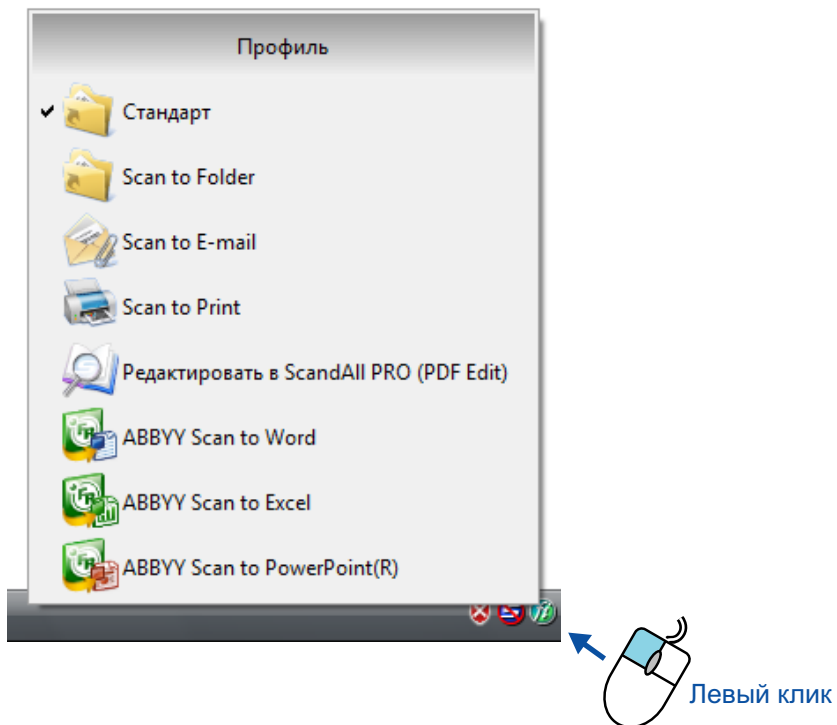 Профиль
Стандарт
Scan to Folder
Scan to E-mail
Scan to Print
Редактировать в ScandAll PRO (PDF Edit)
ABBYY Scan to Word
ABBYY Scan to Excel
ABBYY Scan to PowerPoint(R)
Левый клик